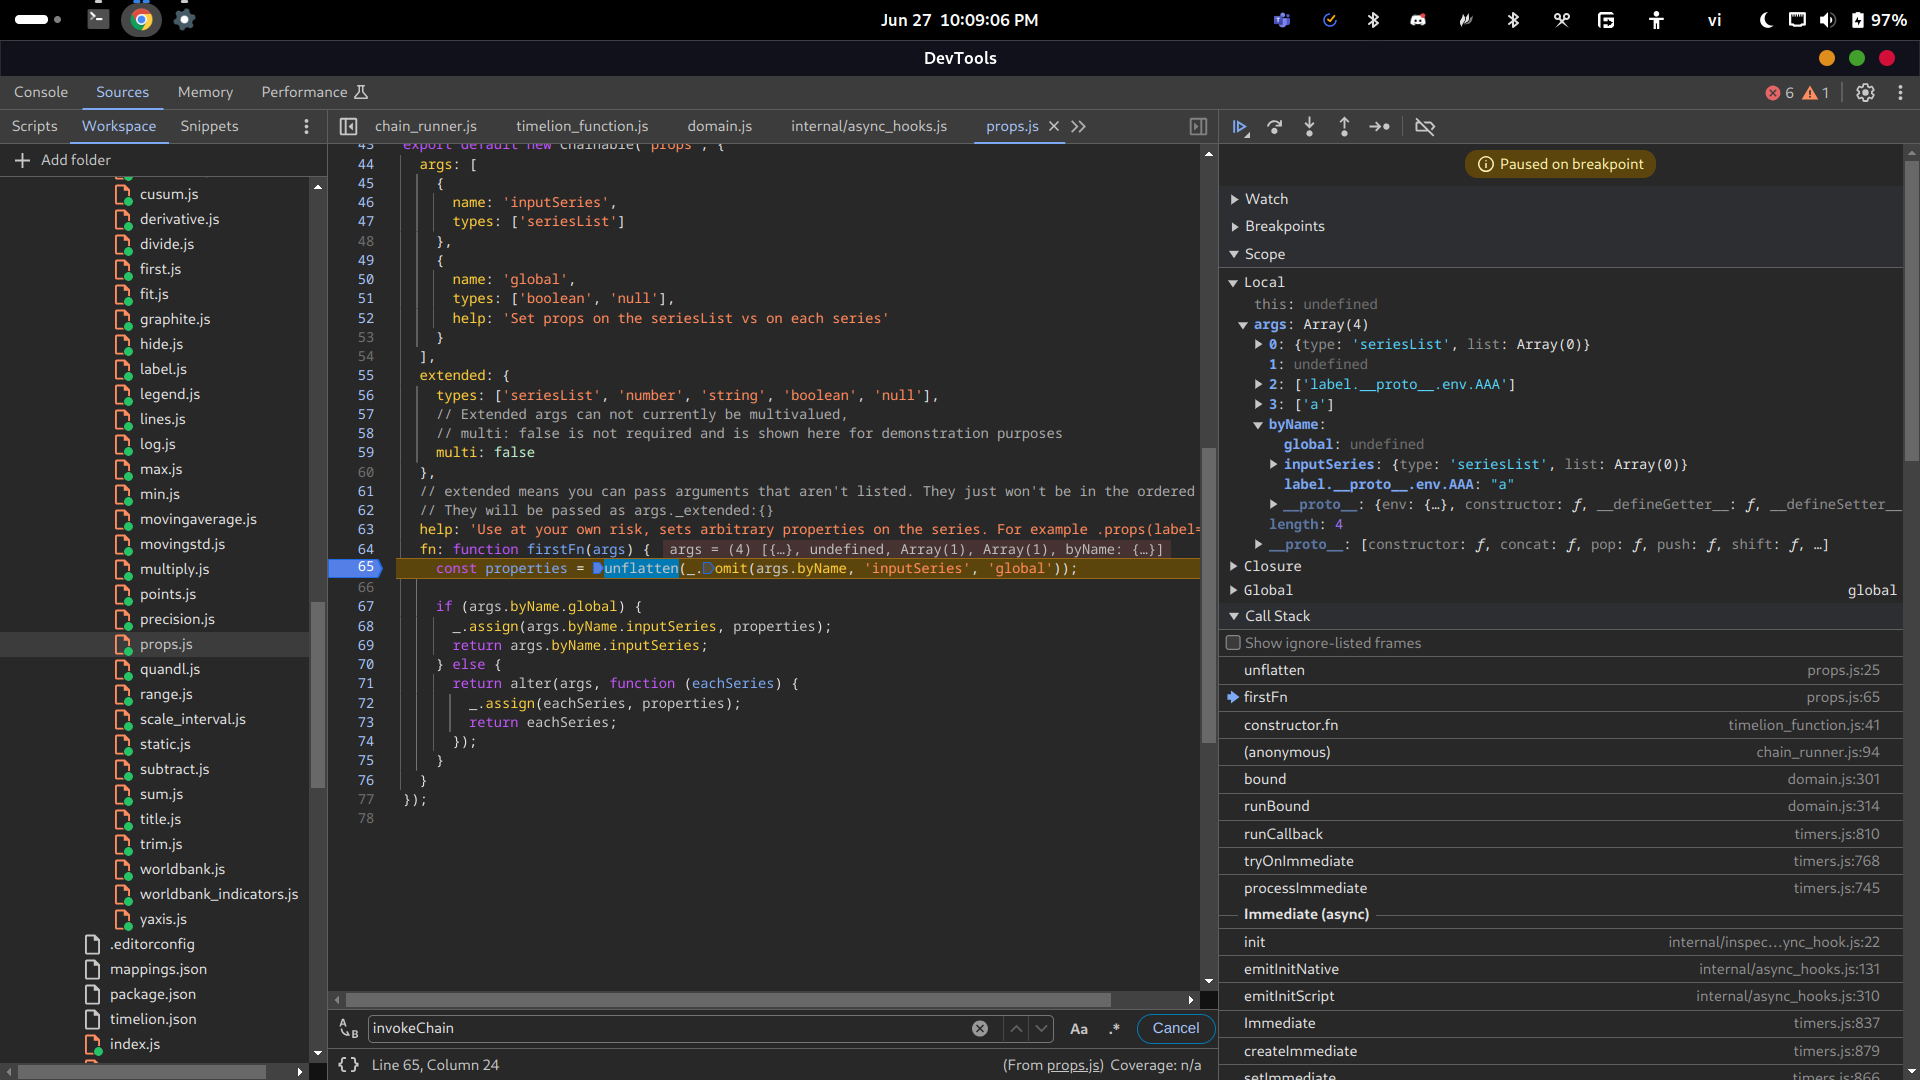 Jun 27 10:09:06 PM
vi
97%
DevTools
Console Sources Memory Performance
6 1
Scripts Workspace Snippets
chain_runner.js timelion_function.js domain.js internal/async_hooks.js props.js
Add folder
cusum.js
derivative.js
divide.js
first.js
fit.js
graphite.js
hide.js
label.js
legend.js
lines.js
log.js
max.js
min.js
movingaverage.js
movingstd.js
multiply.js
points.js
precision.js
props.js
quandl.js
range.js
scale_interval.js
static.js
subtract.js
sum.js
title.js
trim.js
worldbank.js
worldbank_indicators.js
yaxis.js
.editorconfig
mappings.json
package.json
timelion.json
index.js
43 export default new Chainable('props', {
44 args: [
45 {
46 name: 'inputSeries',
47 types: ['seriesList']
48 },
49 {
50 name: 'global',
51 types: ['boolean', 'null'],
52 help: 'Set props on the seriesList vs on each series'
53 }
54 ],
55 extended: {
56 types: ['seriesList', 'number', 'string', 'boolean', 'null'],
57 // Extended args can not currently be multivalued,
58 // multi: false is not required and is shown here for demonstration purposes
59 multi: false
60 },
61 // extended means you can pass arguments that aren't listed. They just won't be in the ordered
62 // They will be passed as args._extended:{}
63 help: 'Use at your own risk, sets arbitrary properties on the series. For example .props(label=
64 fn: function firstFn(args) { args = (4) [{…}, undefined, Array(1), Array(1), byName: {…}]
65 const properties = unflatten(_.omit(args.byName, 'inputSeries', 'global'));
66
67 if (args.byName.global) {
68 _.assign(args.byName.inputSeries, properties);
69 return args.byName.inputSeries;
70 } else {
71 return alter(args, function (eachSeries) {
72 _.assign(eachSeries, properties);
73 return eachSeries;
74 });
75 }
76 }
77 });
78
invokeChain
Aa .* Cancel
{ } Line 65, Column 24 (From props.js) Coverage: n/a
Paused on breakpoint
Watch
Breakpoints
Scope
Local
this: undefined
args: Array(4)
0: {type: 'seriesList', list: Array(0)}
1: undefined
2: ['label.__proto__.env.AAA']
3: ['a']
byName:
global: undefined
inputSeries: {type: 'seriesList', list: Array(0)}
label.__proto__.env.AAA: "a"
__proto__: {env: {…}, constructor: ƒ, __defineGetter__: ƒ, __defineSetter__
length: 4
__proto__: [constructor: ƒ, concat: ƒ, pop: ƒ, push: ƒ, shift: ƒ, …]
Closure
Global global
Call Stack
Show ignore-listed frames
unflatten props.js:25
firstFn props.js:65
constructor.fn timelion_function.js:41
(anonymous) chain_runner.js:94
bound domain.js:301
runBound domain.js:314
runCallback timers.js:810
tryOnImmediate timers.js:768
processImmediate timers.js:745
Immediate (async)
init internal/inspec…ync_hook.js:22
emitInitNative internal/async_hooks.js:131
emitInitScript internal/async_hooks.js:310
Immediate timers.js:837
createImmediate timers.js:879
setImmediate timers.js:866